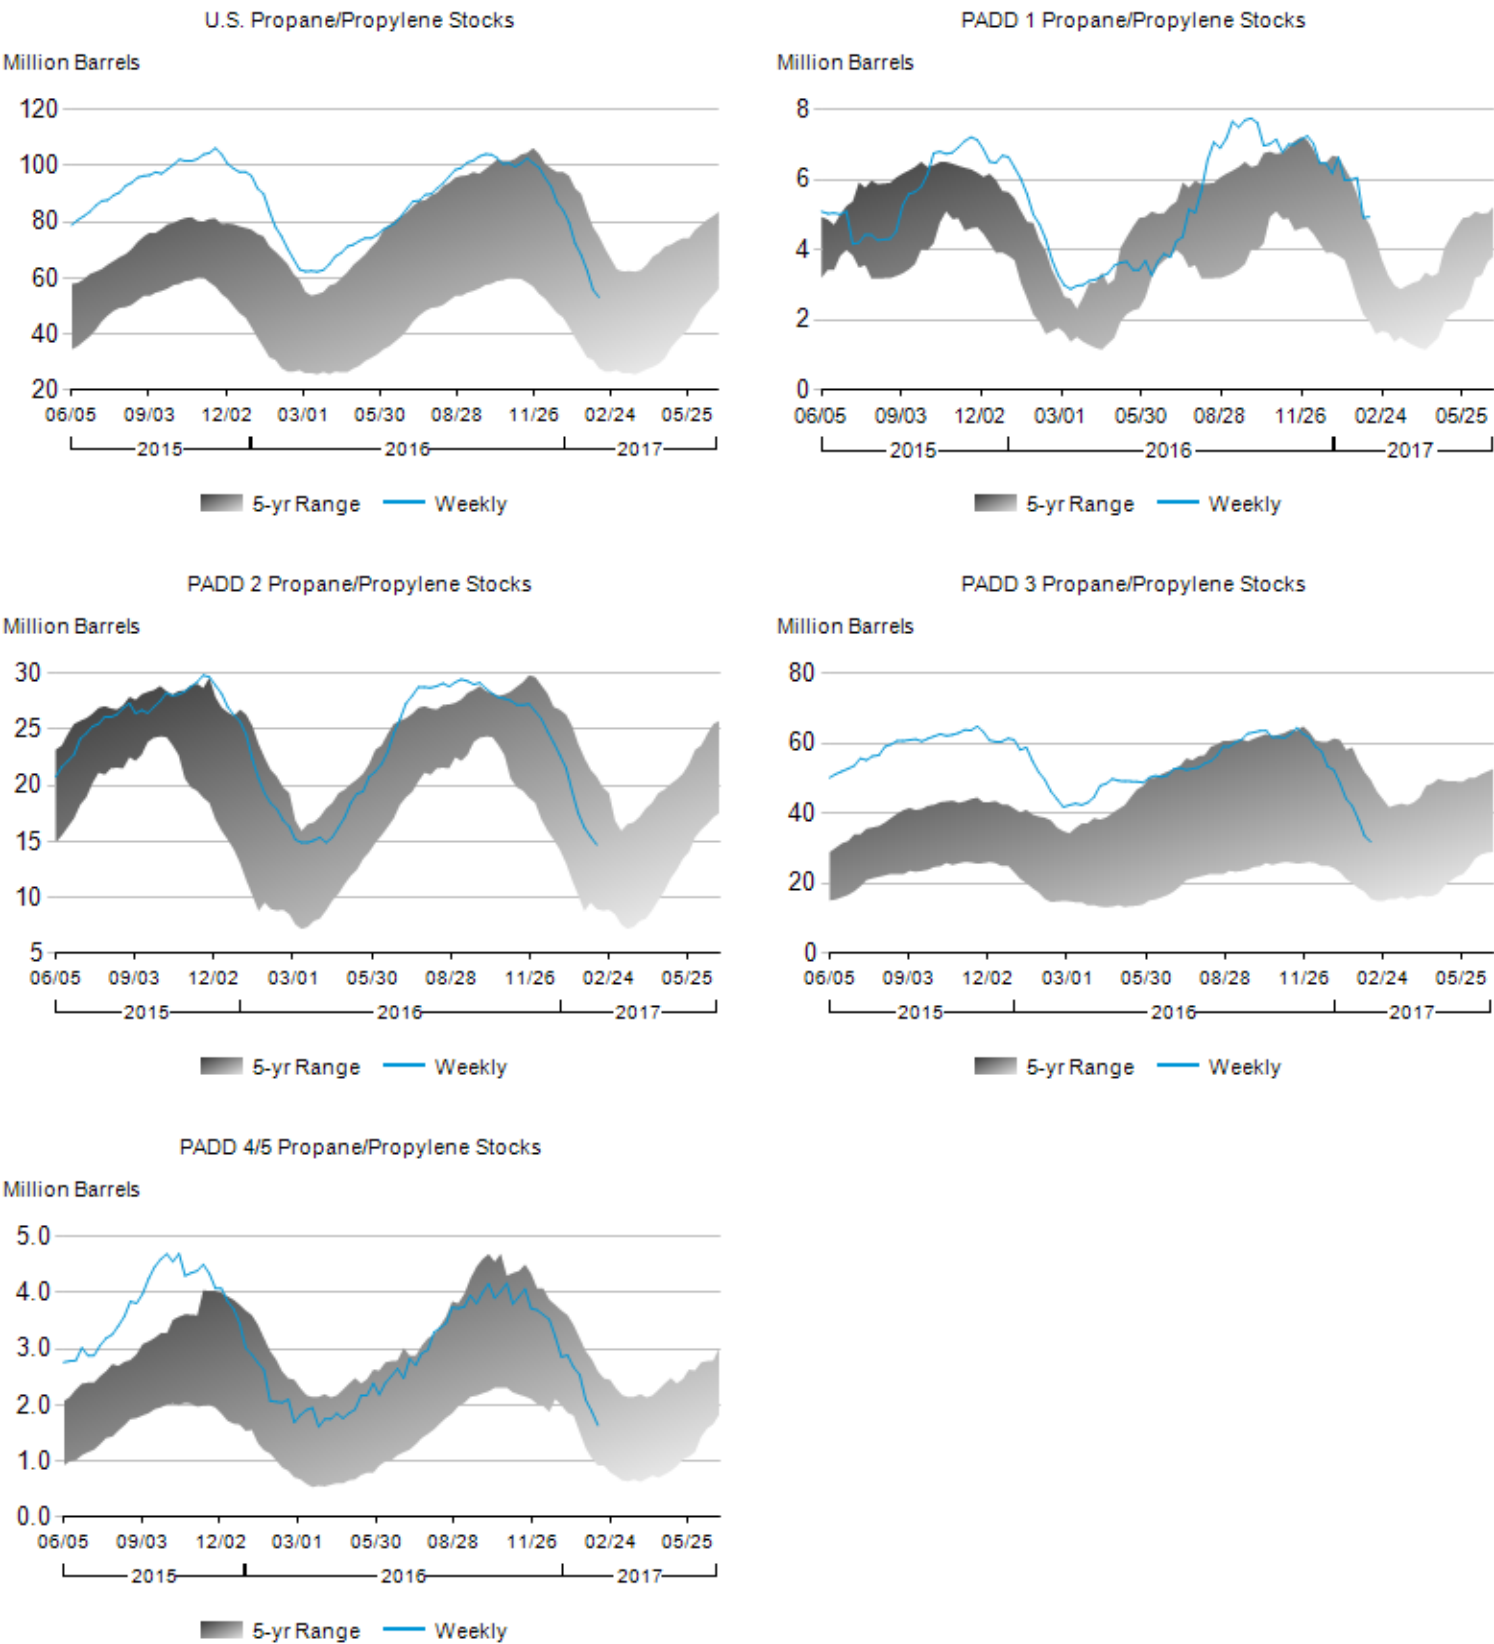 U.S. Propane/Propylene Stocks
Million Barrels
120
100
80
60
40
20
06/05 09/03 12/02 03/01 05/30 08/28 11/26 02/24 05/25
2015 2016 2017
5-yr Range Weekly
PADD 1 Propane/Propylene Stocks
Million Barrels
8
6
4
2
0
06/05 09/03 12/02 03/01 05/30 08/28 11/26 02/24 05/25
2015 2016 2017
5-yr Range Weekly
PADD 2 Propane/Propylene Stocks
Million Barrels
30
25
20
15
10
5
06/05 09/03 12/02 03/01 05/30 08/28 11/26 02/24 05/25
2015 2016 2017
5-yr Range Weekly
PADD 3 Propane/Propylene Stocks
Million Barrels
80
60
40
20
0
06/05 09/03 12/02 03/01 05/30 08/28 11/26 02/24 05/25
2015 2016 2017
5-yr Range Weekly
PADD 4/5 Propane/Propylene Stocks
Million Barrels
5.0
4.0
3.0
2.0
1.0
0.0
06/05 09/03 12/02 03/01 05/30 08/28 11/26 02/24 05/25
2015 2016 2017
5-yr Range Weekly